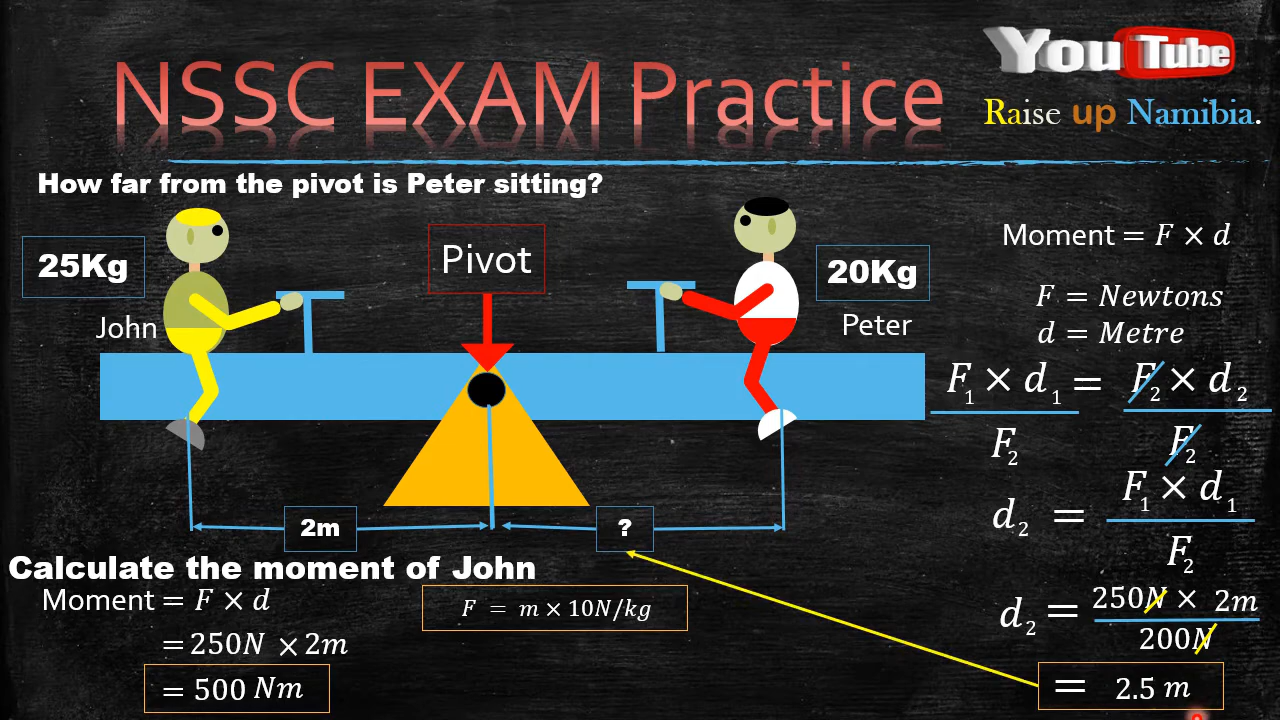 You Tube
NSSC EXAM Practice
Raise up Namibia.
How far from the pivot is Peter sitting?
25Kg
Pivot
20Kg
John
Peter
2m
?
Calculate the moment of John
Moment = F × d
= 250N × 2m
= 500 Nm
F = m × 10N/kg
Moment = F × d
F = Newtons
d = Metre
F₁ × d₁ = F₂ × d₂
F₂ F₂
d₂ = F₁ × d₁
F₂
d₂ = 250N × 2m
200N
= 2.5 m